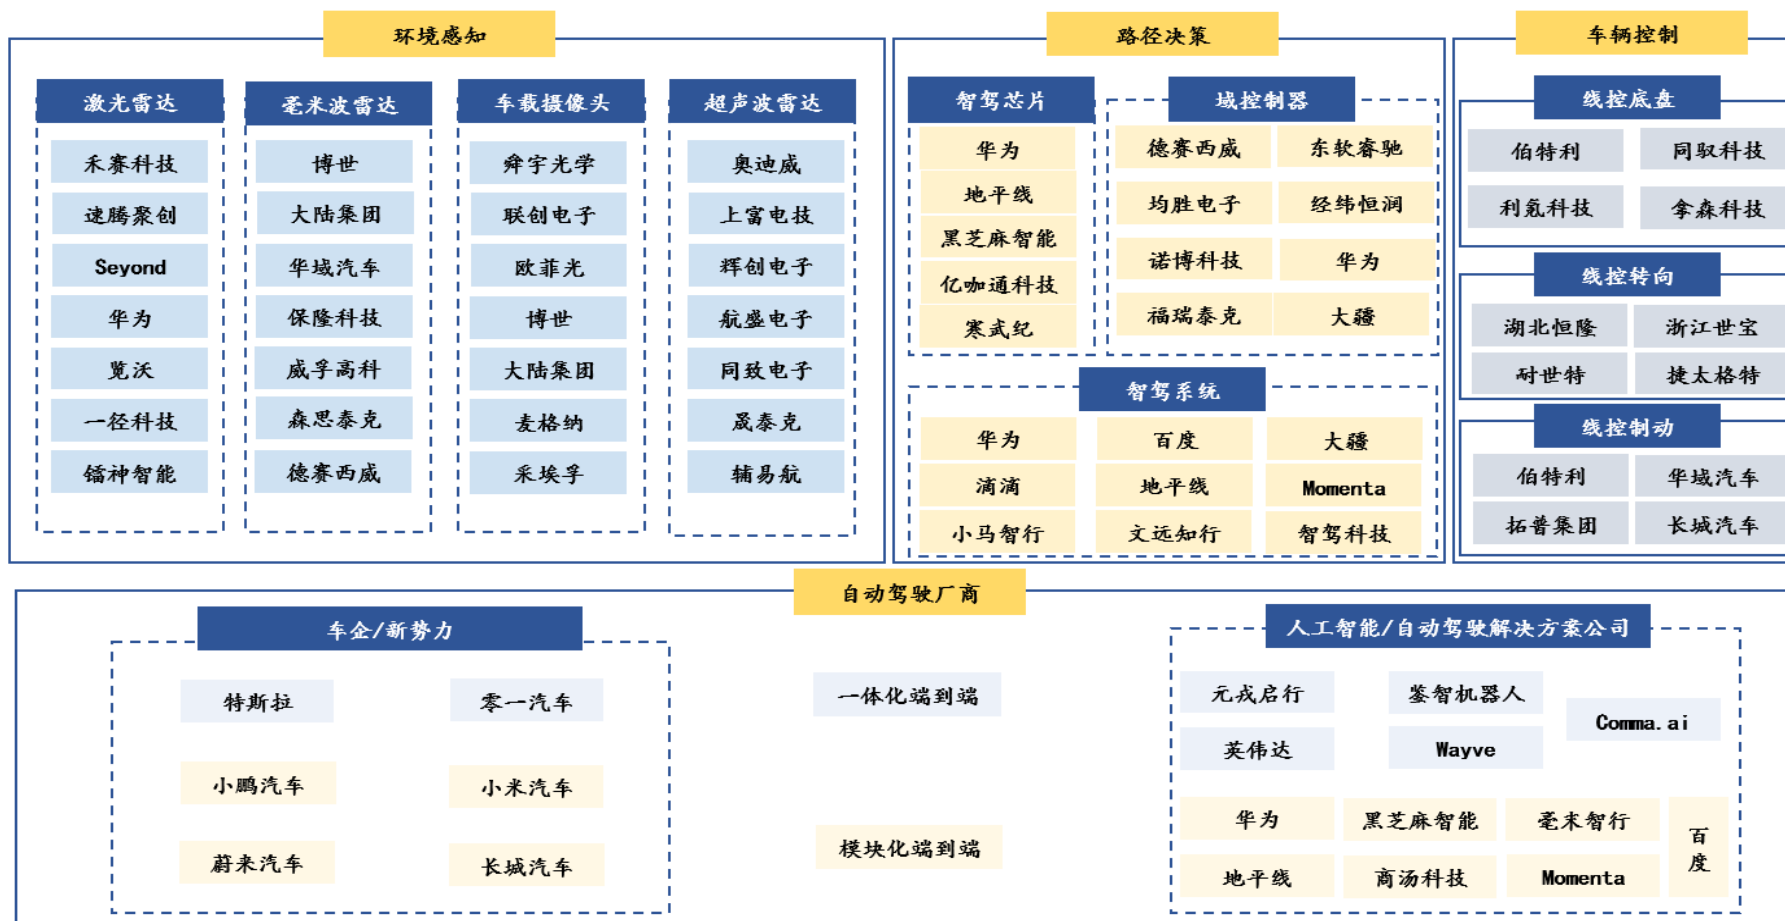 环境感知
激光雷达
禾赛科技
速腾聚创
Seyond
华为
览沃
一径科技
镭神智能
毫米波雷达
博世
大陆集团
华域汽车
保隆科技
威孚高科
森思泰克
德赛西威
车载摄像头
舜宇光学
联创电子
欧菲光
博世
大陆集团
麦格纳
采埃孚
超声波雷达
奥迪威
上富电技
辉创电子
航盛电子
同致电子
晟泰克
辅易航
路径决策
智驾芯片
华为
地平线
黑芝麻智能
亿咖通科技
寒武纪
域控制器
德赛西威
东软睿驰
均胜电子
经纬恒润
诺博科技
华为
福瑞泰克
大疆
智驾系统
华为
百度
大疆
滴滴
地平线
Momenta
小马智行
文远知行
智驾科技
车辆控制
线控底盘
伯特利
同驭科技
利氪科技
拿森科技
线控转向
湖北恒隆
浙江世宝
耐世特
捷太格特
线控制动
伯特利
华域汽车
拓普集团
长城汽车
自动驾驶厂商
车企/新势力
特斯拉
零一汽车
小鹏汽车
小米汽车
蔚来汽车
长城汽车
一体化端到端
模块化端到端
人工智能/自动驾驶解决方案公司
元戎启行
鉴智机器人
Comma.ai
英伟达
Wayve
华为
黑芝麻智能
毫末智行
百度
地平线
商汤科技
Momenta